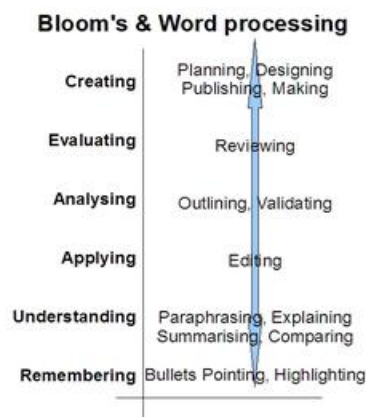 Bloom's & Word processing
Creating
Planning, Designing
Publishing, Making
Evaluating
Reviewing
Analysing
Outlining, Validating
Applying
Editing
Understanding
Paraphrasing, Explaining
Summarising, Comparing
Remembering
Bullets Pointing, Highlighting